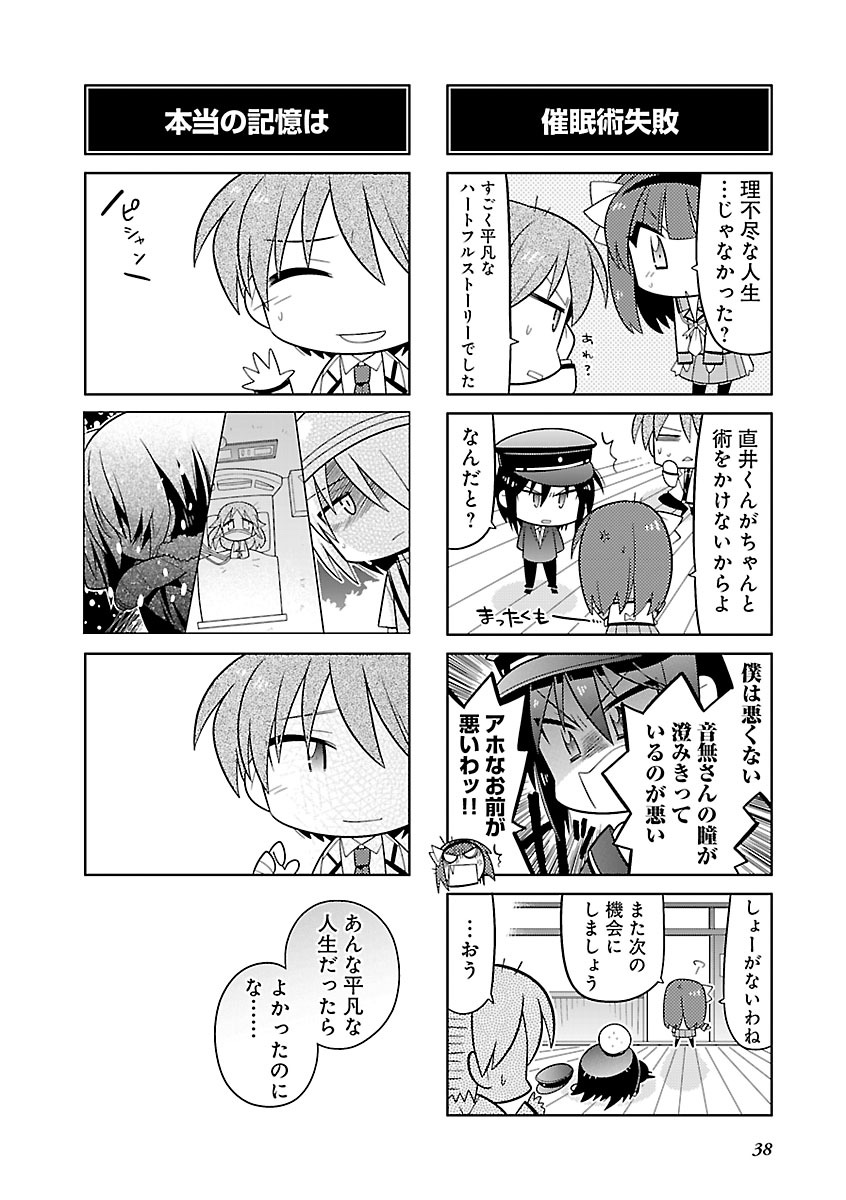 催眠術失敗
理不尽な人生
…じゃなかった?
すごく平凡な
ハートフルストーリーでした
あれ?
直井くんがちゃんと
術をかけないからよ
なんだと?
まったくも〜
僕は悪くない
音無さんの瞳が
澄みきって
いるのが悪い
アホなお前が
悪いわッ!!
しょーがないわね
また次の
機会に
しましょう
…おう
本当の記憶は
ピシャン
あんな平凡な
人生だったら
よかったのに
な……
38